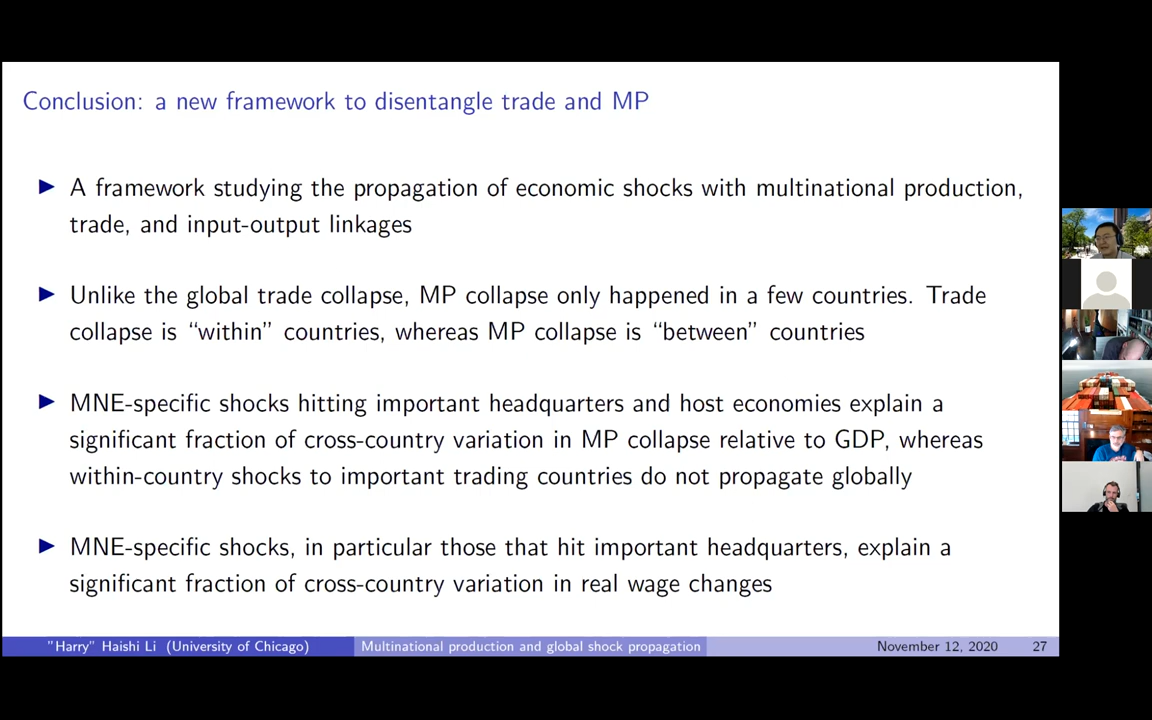 Conclusion: a new framework to disentangle trade and MP
A framework studying the propagation of economic shocks with multinational production,
trade, and input-output linkages
Unlike the global trade collapse, MP collapse only happened in a few countries. Trade
collapse is “within” countries, whereas MP collapse is “between” countries
MNE-specific shocks hitting important headquarters and host economies explain a
significant fraction of cross-country variation in MP collapse relative to GDP, whereas
within-country shocks to important trading countries do not propagate globally
MNE-specific shocks, in particular those that hit important headquarters, explain a
significant fraction of cross-country variation in real wage changes
"Harry" Haishi Li (University of Chicago) Multinational production and global shock propagation November 12, 2020 27